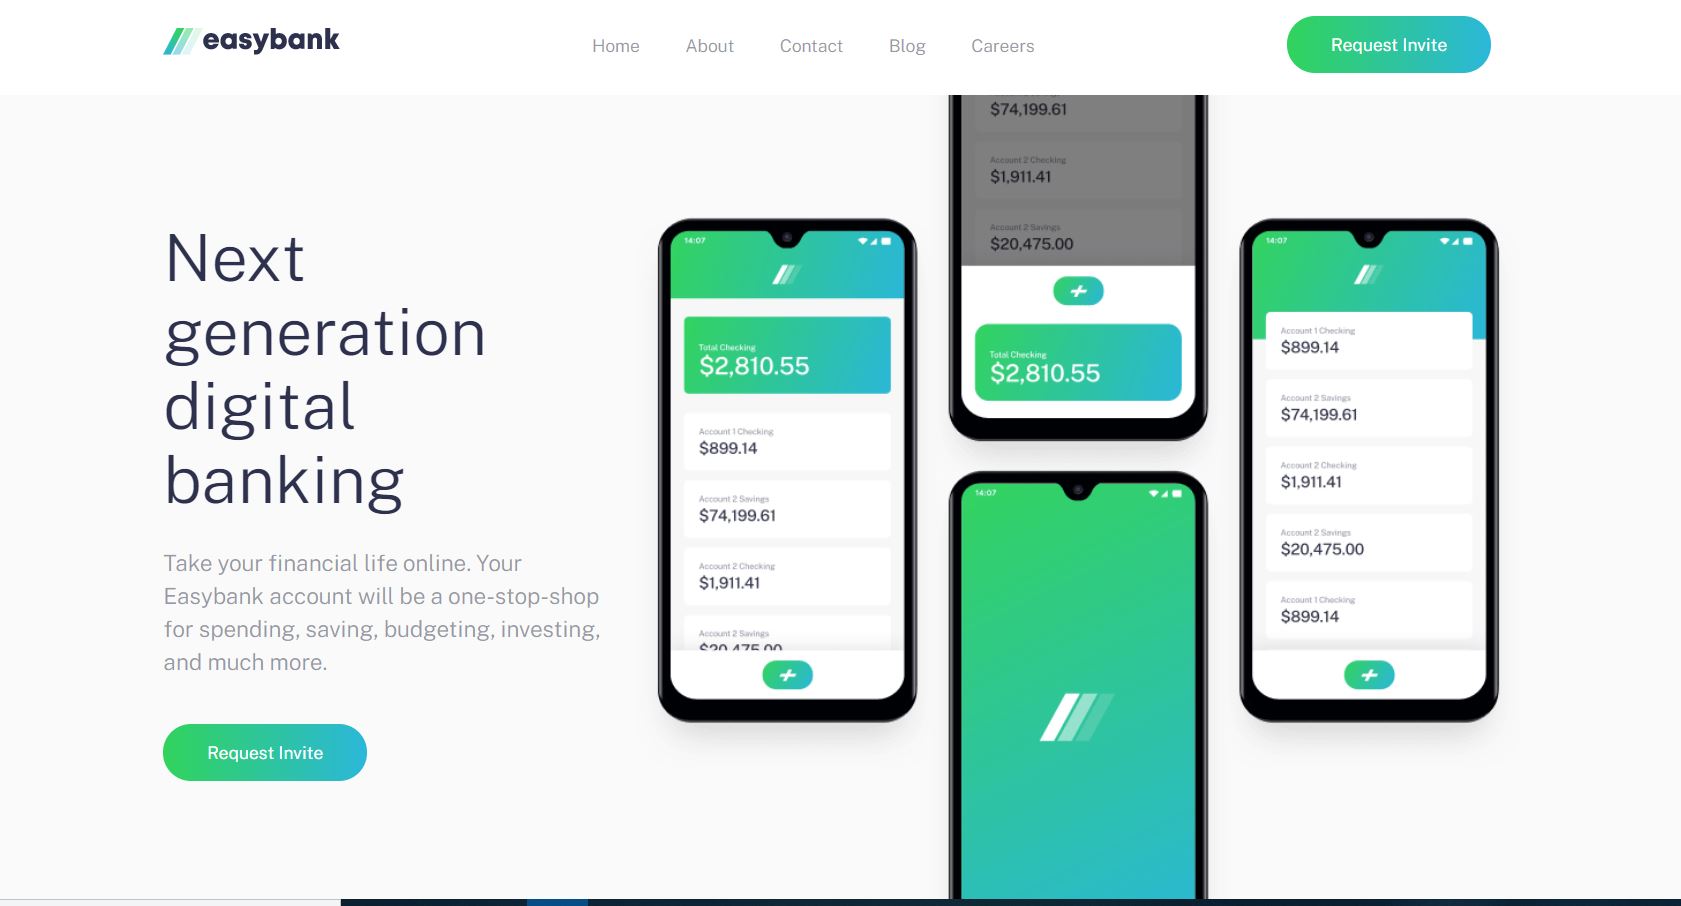 easybank
Home
About
Contact
Blog
Careers
Request Invite
Next
generation
digital
banking
Take your financial life online. Your
Easybank account will be a one-stop-shop
for spending, saving, budgeting, investing,
and much more.
Request Invite
14:07
Total Checking
$2,810.55
Account 1 Checking
$899.14
Account 2 Savings
$74,199.61
Account 2 Checking
$1,911.41
Account 2 Savings
$20,475.00
$74,199.61
Account 2 Checking
$1,911.41
Account 2 Savings
$20,475.00
Total Checking
$2,810.55
14:07
14:07
Account 1 Checking
$899.14
Account 2 Savings
$74,199.61
Account 2 Checking
$1,911.41
Account 2 Savings
$20,475.00
Account 1 Checking
$899.14